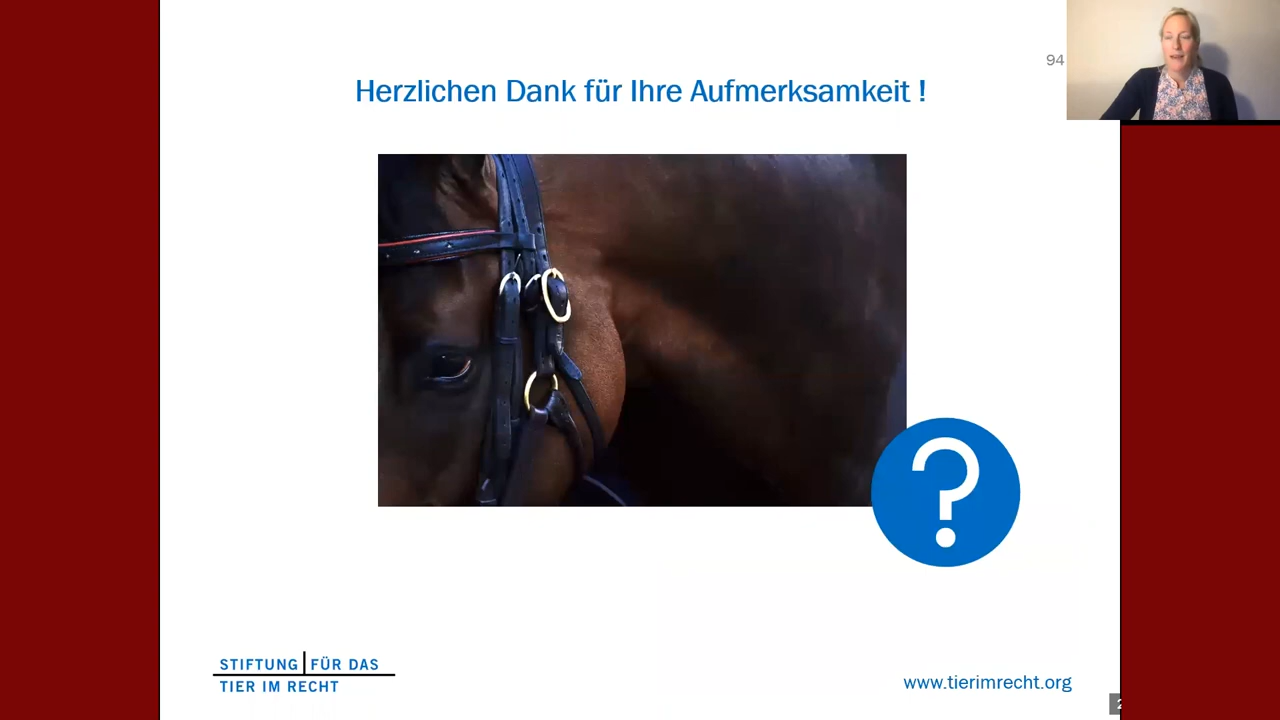 94
Herzlichen Dank für Ihre Aufmerksamkeit !
?
STIFTUNG FÜR DAS
TIER IM RECHT
www.tierimrecht.org